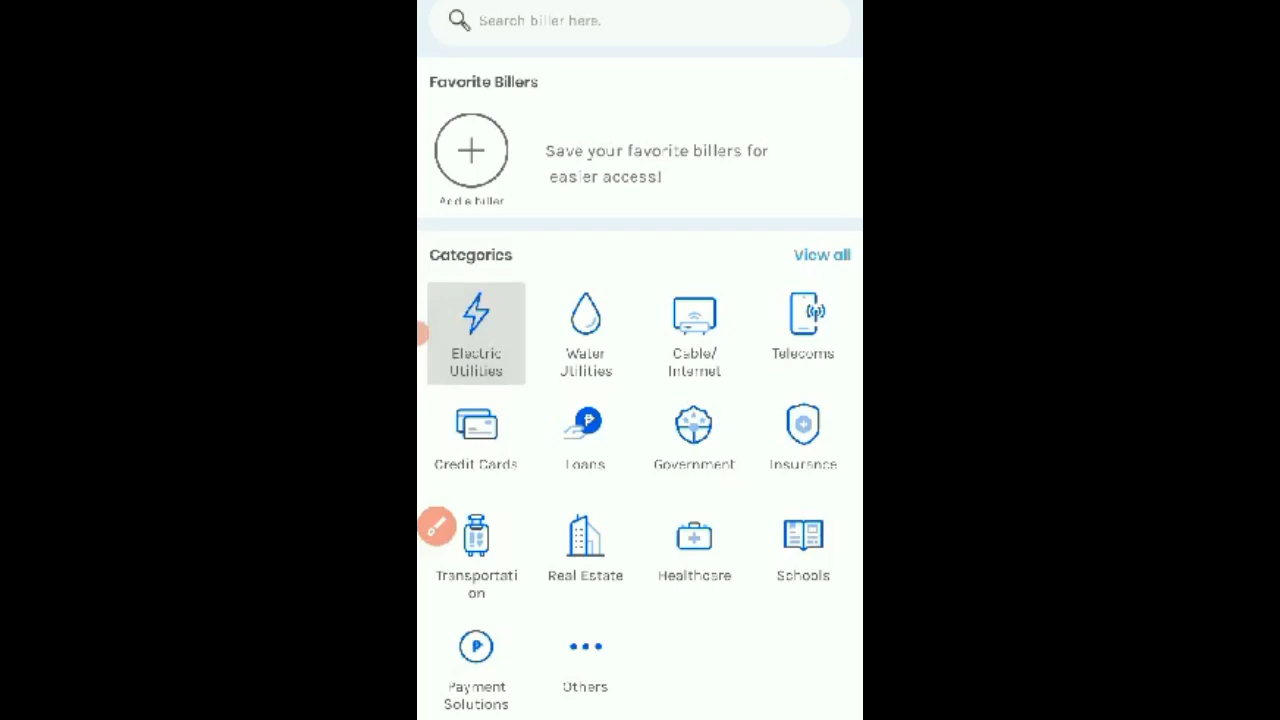 Search biller here.
Favorite Billers
Save your favorite billers for
easier access!
Add a biller
Categories
View all
Electric
Utilities
Water
Utilities
Cable/
Internet
Telecoms
Credit Cards
Loans
Government
Insurance
Transportati
on
Real Estate
Healthcare
Schools
Payment
Solutions
Others